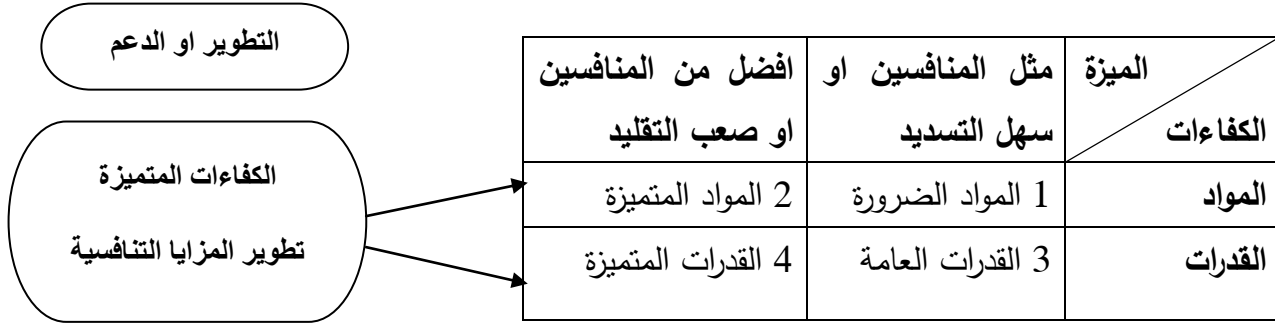 التطوير او الدعم
الكفاءات المتميزة
تطوير المزايا التنافسية
الميزة
الكفاءات
مثل المنافسين او
سهل التسديد
افضل من المنافسين
او صعب التقليد
المواد
1 المواد الضرورة
2 المواد المتميزة
القدرات
3 القدرات العامة
4 القدرات المتميزة